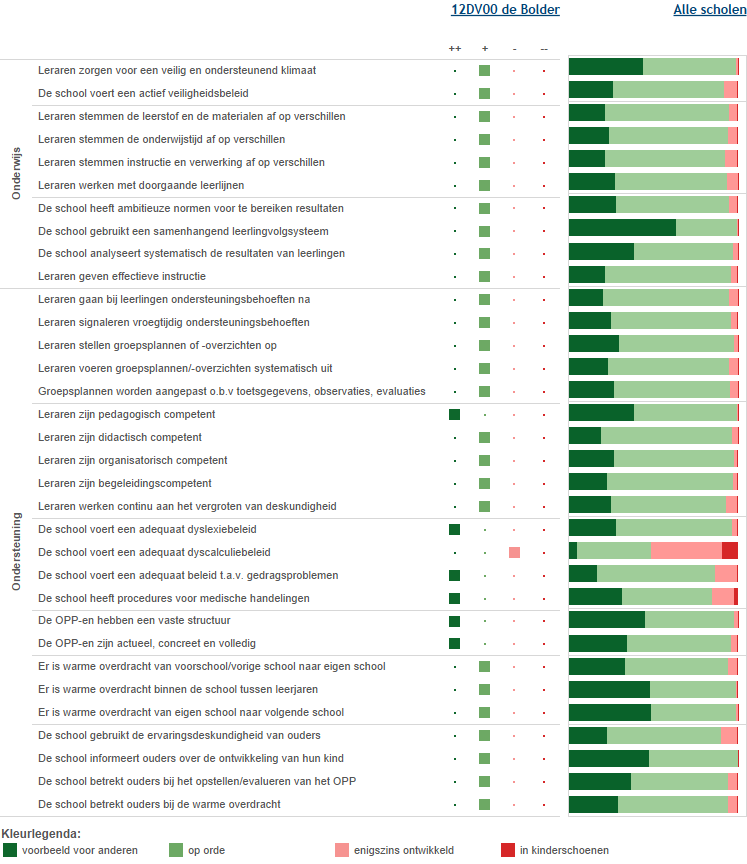 12DV00 de Bolder Alle scholen
++ + - --
Onderwijs
Leraren zorgen voor een veilig en ondersteunend klimaat
De school voert een actief veiligheidsbeleid
Leraren stemmen de leerstof en de materialen af op verschillen
Leraren stemmen de onderwijstijd af op verschillen
Leraren stemmen instructie en verwerking af op verschillen
Leraren werken met doorgaande leerlijnen
De school heeft ambitieuze normen voor te bereiken resultaten
De school gebruikt een samenhangend leerlingvolgsysteem
De school analyseert systematisch de resultaten van leerlingen
Leraren geven effectieve instructie
Ondersteuning
Leraren gaan bij leerlingen ondersteuningsbehoeften na
Leraren signaleren vroegtijdig ondersteuningsbehoeften
Leraren stellen groepsplannen of -overzichten op
Leraren voeren groepsplannen/-overzichten systematisch uit
Groepsplannen worden aangepast o.b.v toetsgegevens, observaties, evaluaties
Leraren zijn pedagogisch competent
Leraren zijn didactisch competent
Leraren zijn organisatorisch competent
Leraren zijn begeleidingscompetent
Leraren werken continu aan het vergroten van deskundigheid
De school voert een adequaat dyslexiebeleid
De school voert een adequaat dyscalculiebeleid
De school voert een adequaat beleid t.a.v. gedragsproblemen
De school heeft procedures voor medische handelingen
De OPP-en hebben een vaste structuur
De OPP-en zijn actueel, concreet en volledig
Er is warme overdracht van voorschool/vorige school naar eigen school
Er is warme overdracht binnen de school tussen leerjaren
Er is warme overdracht van eigen school naar volgende school
De school gebruikt de ervaringsdeskundigheid van ouders
De school informeert ouders over de ontwikkeling van hun kind
De school betrekt ouders bij het opstellen/evalueren van het OPP
De school betrekt ouders bij de warme overdracht
Kleurlegenda:
voorbeeld voor anderen op orde enigszins ontwikkeld in kinderschoenen